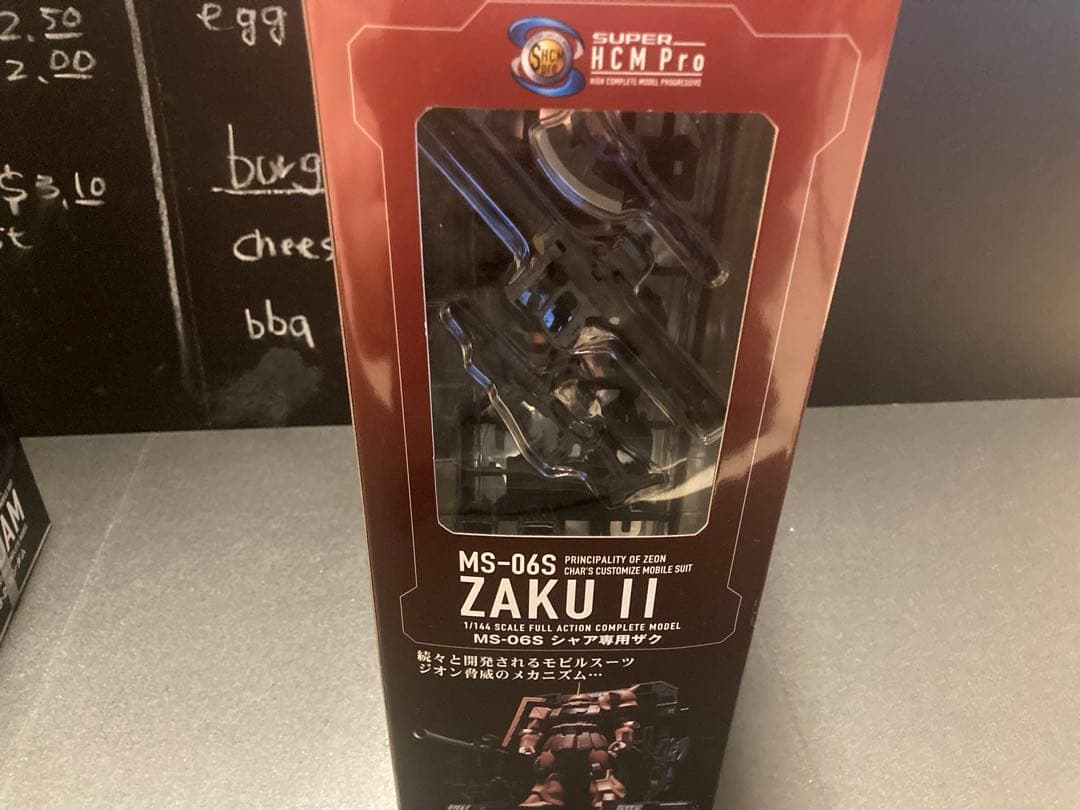 2.50
2.00
$3.10
egg
chees
bbq
SHCM
pro
SUPER
HCM Pro
HIGH COMPLETE MODEL PROGRESSIVE
MS-06S PRINCIPALITY OF ZEON
CHAR'S CUSTOMIZE MOBILE SUIT
ZAKU II
1/144 SCALE FULL ACTION COMPLETE MODEL
MS-06S シャア専用ザク
続々と開発されるモビルスーツ
ジオン脅威のメカニズム…
AM